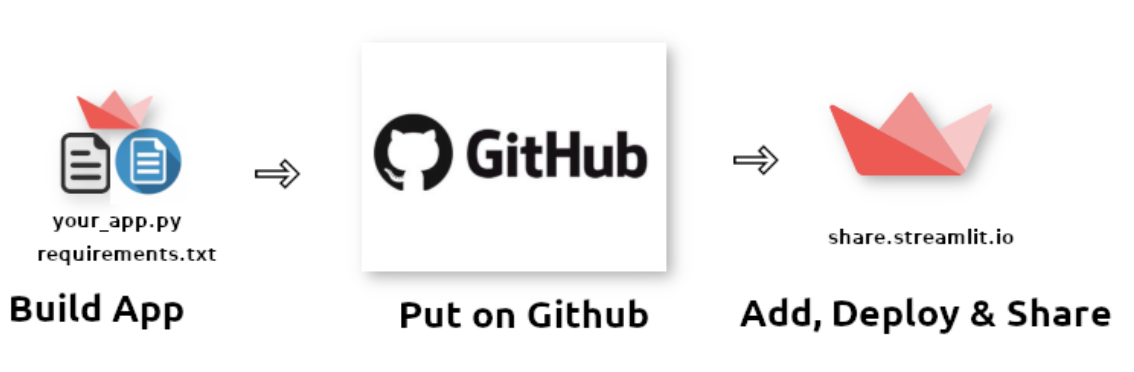 your_app.py
requirements.txt
Build App
GitHub
Put on Github
share.streamlit.io
Add, Deploy & Share